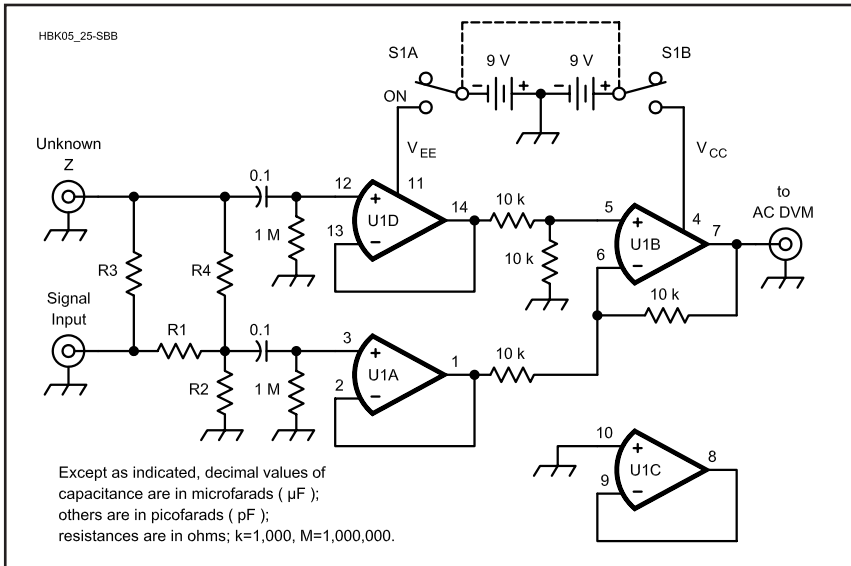 HBK05_25-SBB
S1A
9 V
9 V
S1B
ON
V EE
V CC
Unknown
Z
0.1
12
+
11
14
U1D
13
−
1 M
10 k
5
+
4
7
U1B
6
−
to
AC DVM
10 k
10 k
R3
R4
Signal
Input
R1
0.1
3
+
1
U1A
2
−
10 k
R2
1 M
10
+
8
U1C
9
−
Except as indicated, decimal values of
capacitance are in microfarads ( µF );
others are in picofarads ( pF );
resistances are in ohms; k=1,000, M=1,000,000.